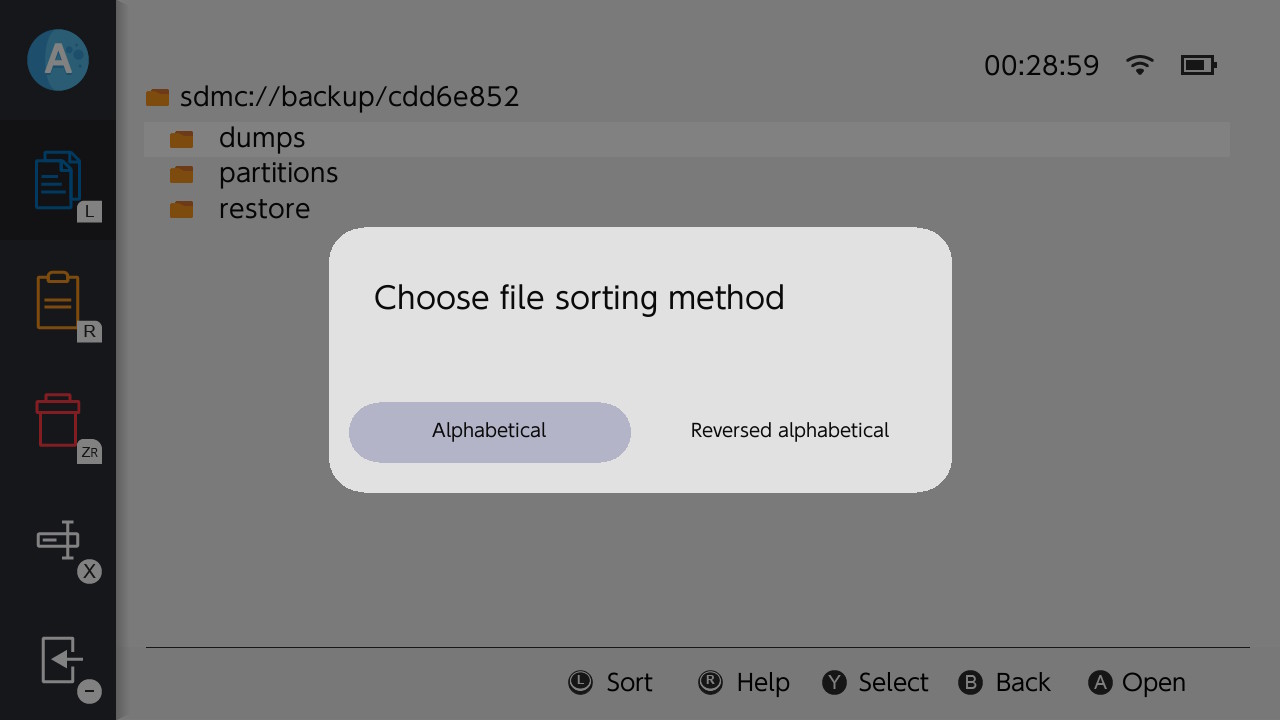 A
00:28:59
sdmc://backup/cdd6e852
dumps
partitions
restore
L
R
ZR
X
Choose file sorting method
Alphabetical
Reversed alphabetical
L Sort R Help Y Select B Back A Open